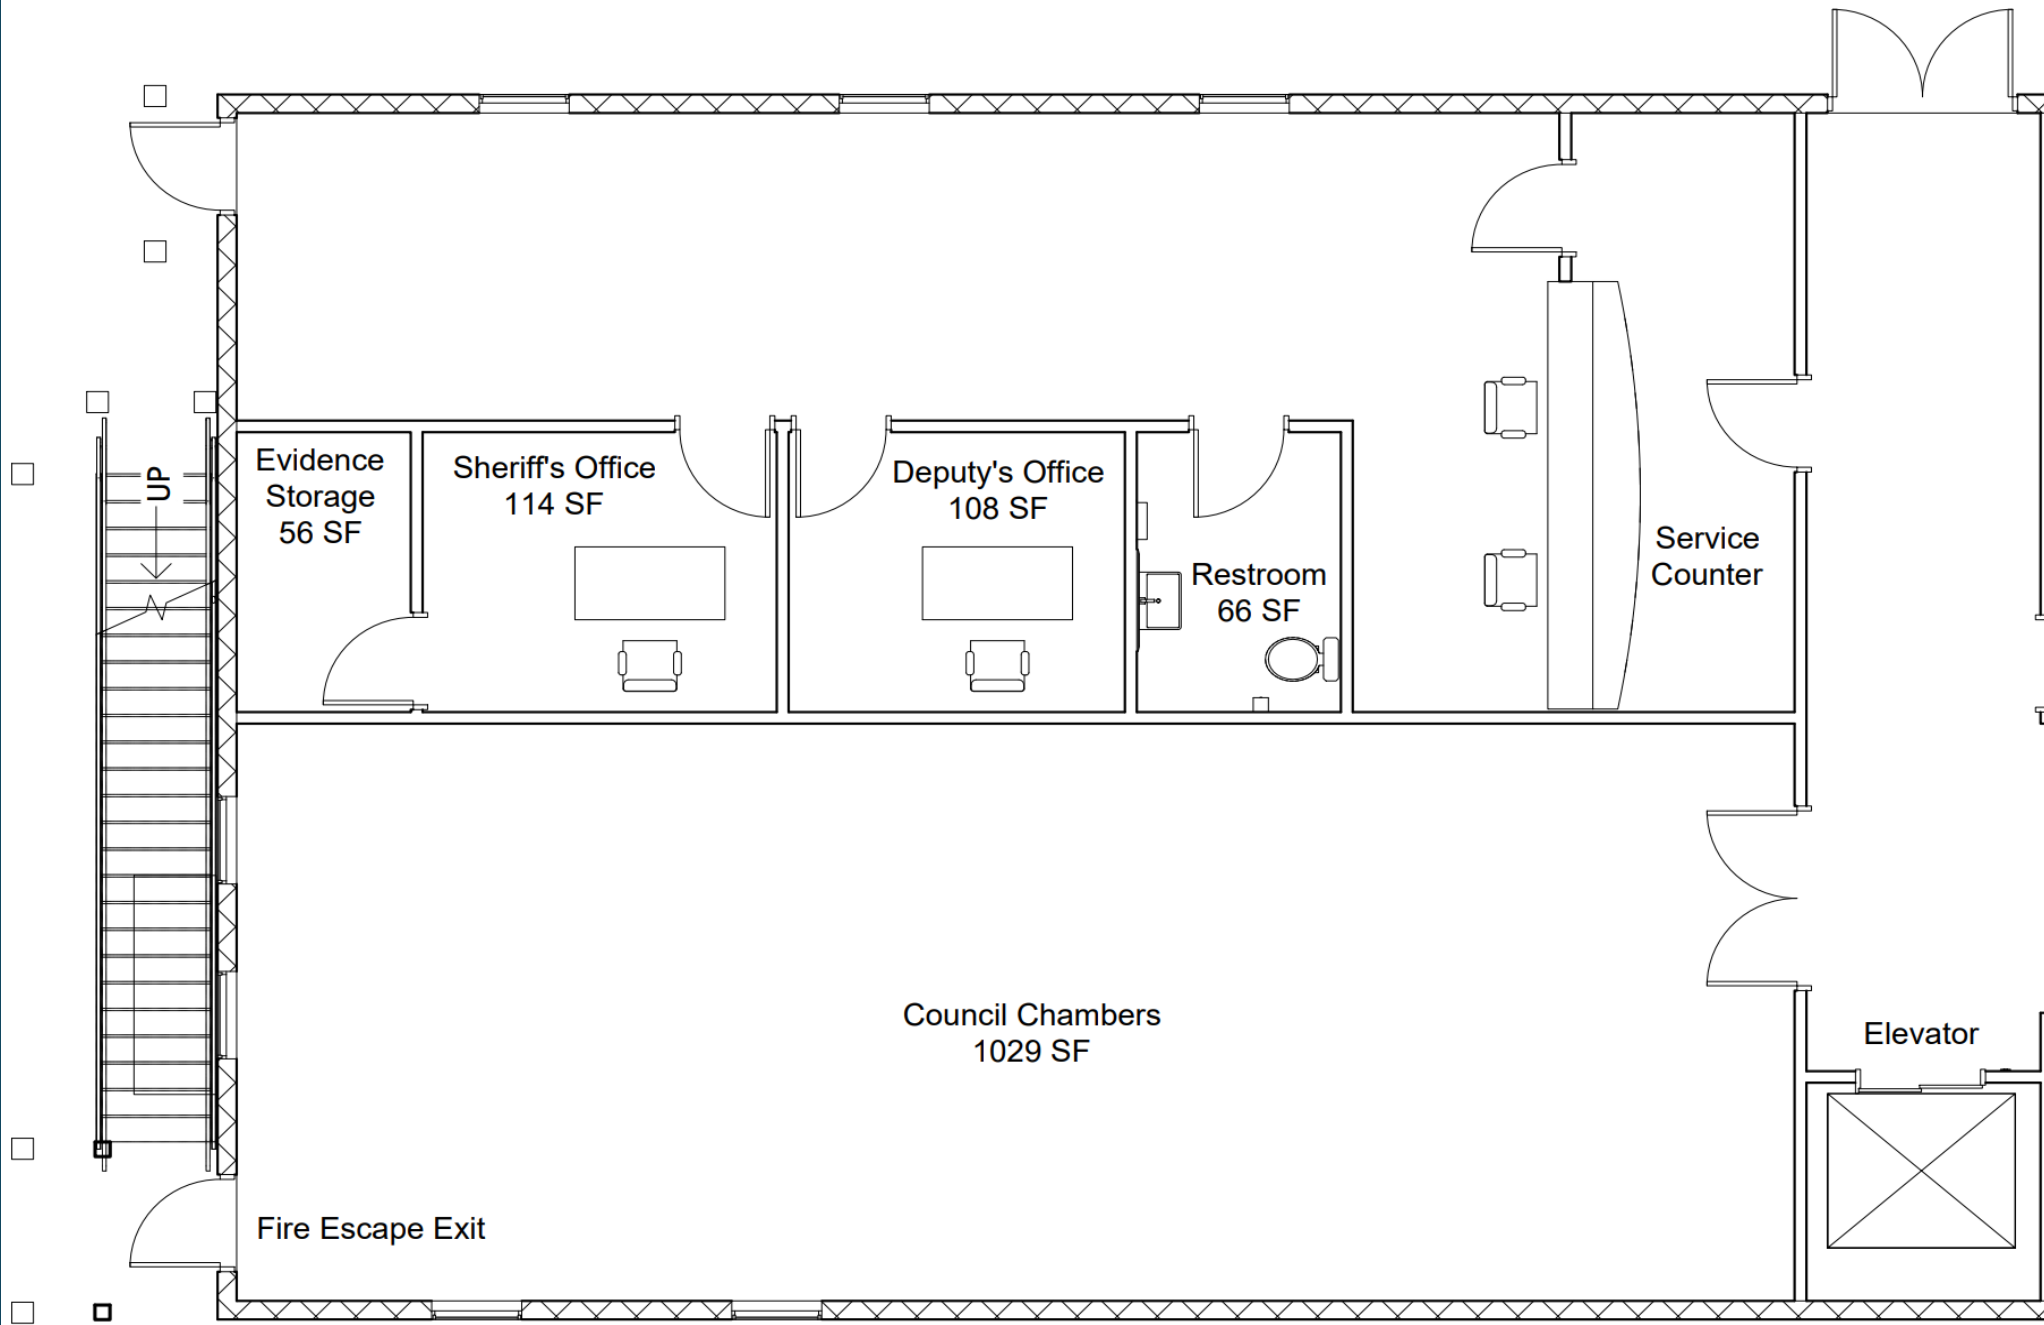 Evidence
Storage
56 SF
Sheriff's Office
114 SF
Deputy's Office
108 SF
Restroom
66 SF
Service
Counter
UP
Council Chambers
1029 SF
Elevator
Fire Escape Exit